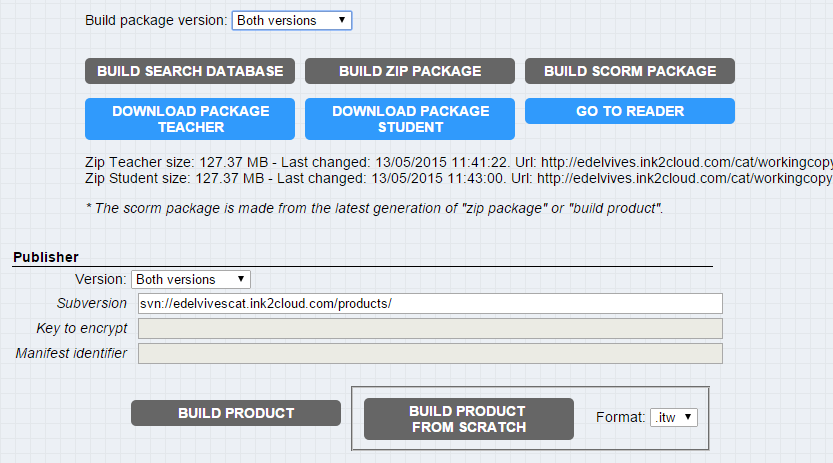 Build package version: Both versions
BUILD SEARCH DATABASE BUILD ZIP PACKAGE BUILD SCORM PACKAGE
DOWNLOAD PACKAGE TEACHER DOWNLOAD PACKAGE STUDENT GO TO READER
Zip Teacher size: 127.37 MB - Last changed: 13/05/2015 11:41:22. Url: http://edelvives.ink2cloud.com/cat/workingcopy
Zip Student size: 127.37 MB - Last changed: 13/05/2015 11:43:00. Url: http://edelvives.ink2cloud.com/cat/workingcopy
* The scorm package is made from the latest generation of "zip package" or "build product".
Publisher
Version: Both versions
Subversion svn://edelvivescat.ink2cloud.com/products/
Key to encrypt
Manifest identifier
BUILD PRODUCT BUILD PRODUCT FROM SCRATCH Format: .itw